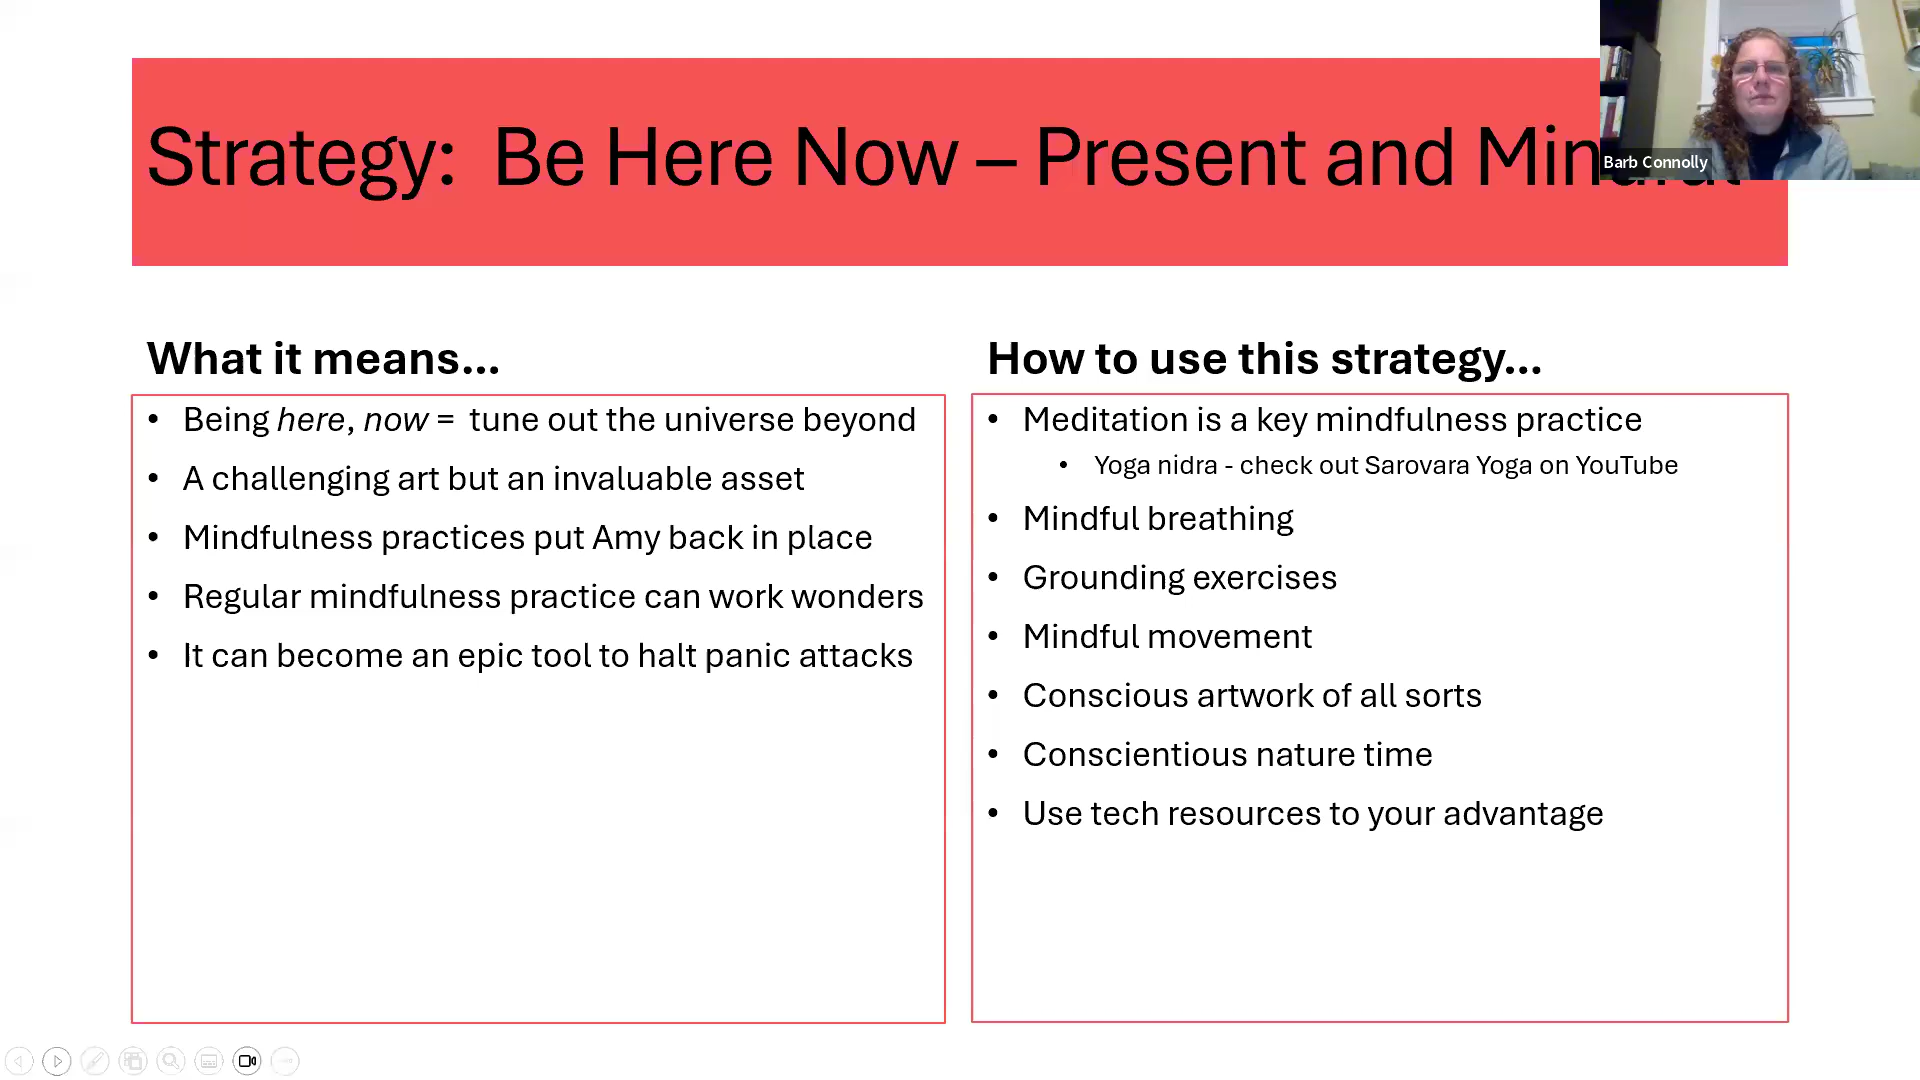 Strategy:  Be Here Now – Present and
Barb Connolly
What it means...
• Being here, now =  tune out the universe beyond
• A challenging art but an invaluable asset
• Mindfulness practices put Amy back in place
• Regular mindfulness practice can work wonders
• It can become an epic tool to halt panic attacks
How to use this strategy...
• Meditation is a key mindfulness practice
• Yoga nidra - check out Sarovara Yoga on YouTube
• Mindful breathing
• Grounding exercises
• Mindful movement
• Conscious artwork of all sorts
• Conscientious nature time
• Use tech resources to your advantage